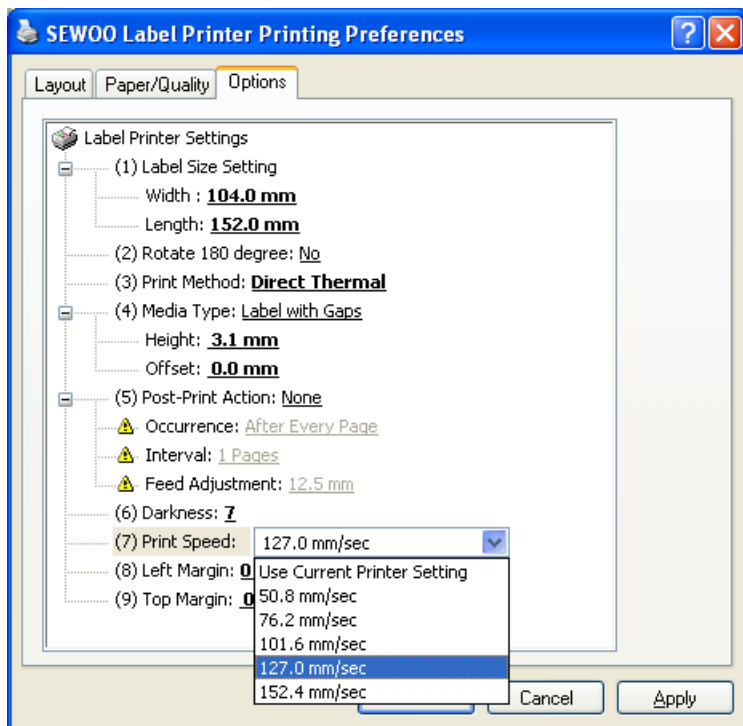 SEWOO Label Printer Printing Preferences
Layout
Paper/Quality
Options
Label Printer Settings
(1) Label Size Setting
Width : 104.0 mm
Length: 152.0 mm
(2) Rotate 180 degree: No
(3) Print Method: Direct Thermal
(4) Media Type: Label with Gaps
Height: 3.1 mm
Offset: 0.0 mm
(5) Post-Print Action: None
Occurrence: After Every Page
Interval: 1 Pages
Feed Adjustment: 12.5 mm
(6) Darkness: 7
(7) Print Speed: 127.0 mm/sec
(8) Left Margin: 0
(9) Top Margin: 0
Use Current Printer Setting
50.8 mm/sec
76.2 mm/sec
101.6 mm/sec
127.0 mm/sec
152.4 mm/sec
Cancel
Apply